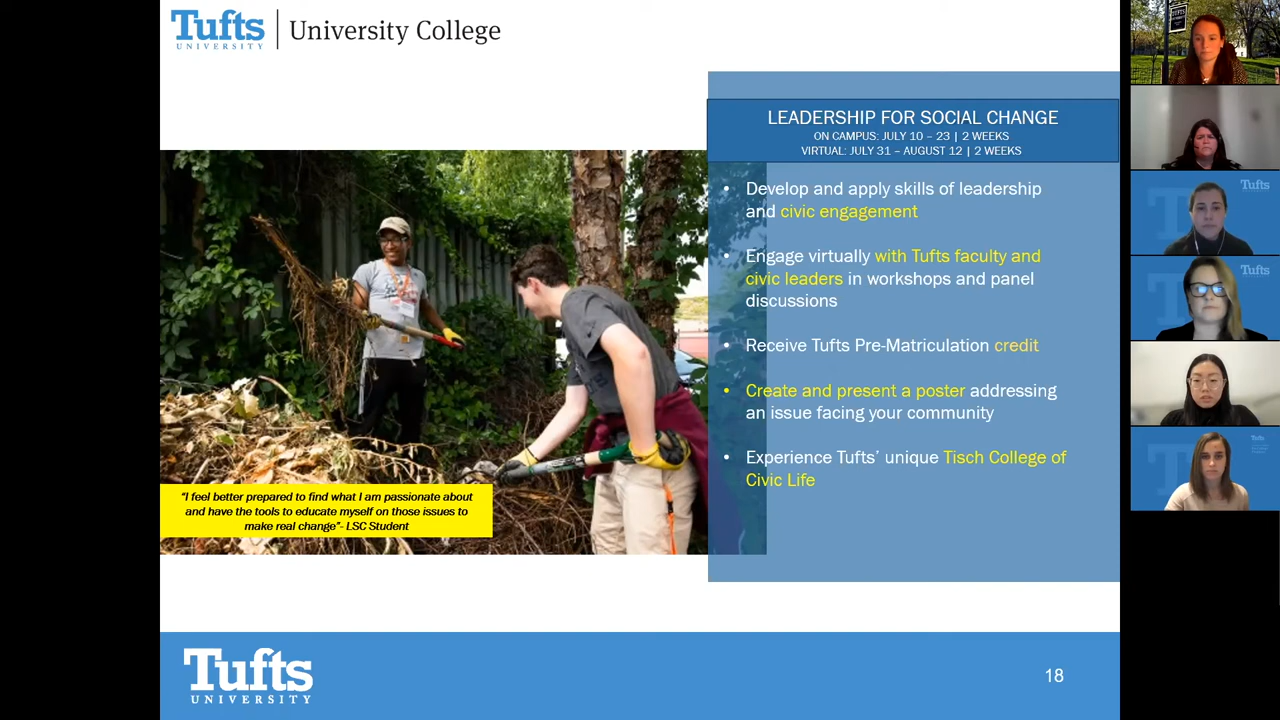 Tufts
UNIVERSITY
University College
LEADERSHIP FOR SOCIAL CHANGE
ON CAMPUS: JULY 10 – 23 | 2 WEEKS
VIRTUAL: JULY 31 – AUGUST 12 | 2 WEEKS
• Develop and apply skills of leadership
and civic engagement
• Engage virtually with Tufts faculty and
civic leaders in workshops and panel
discussions
• Receive Tufts Pre-Matriculation credit
• Create and present a poster addressing
an issue facing your community
• Experience Tufts’ unique Tisch College of
Civic Life
“I feel better prepared to find what I am passionate about
and have the tools to educate myself on those issues to
make real change”- LSC Student
Tufts
UNIVERSITY
18
TUFTS
Tufts
Tufts
Tufts